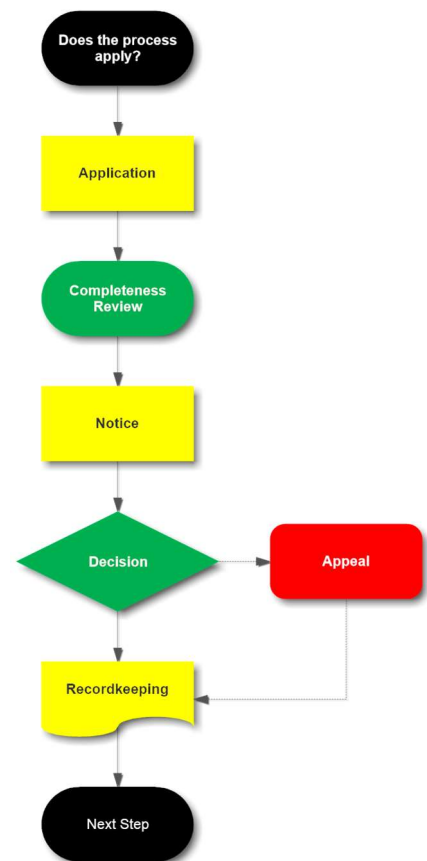 Does the process
apply?
Application
Completeness
Review
Notice
Decision
Appeal
Recordkeeping
Next Step